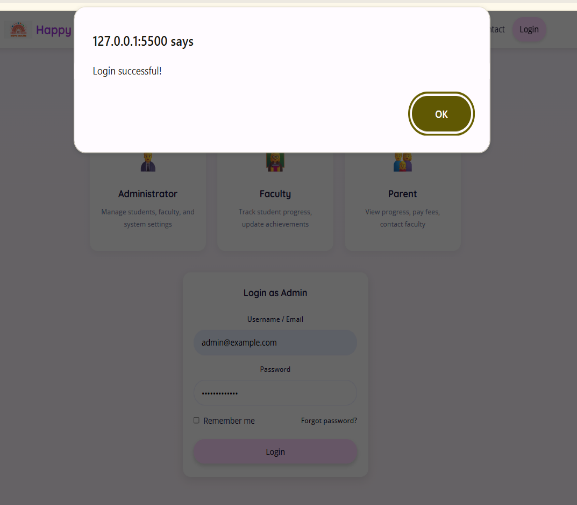 127.0.0.1:5500 says
Login successful!
OK
Happy
Login
Administrator
Manage students, faculty, and
system settings
Faculty
Track student progress,
update achievements
Parent
View progress, pay fees,
contact faculty
Login as Admin
Username / Email
admin@example.com
Password
Remember me
Forgot password?
Login